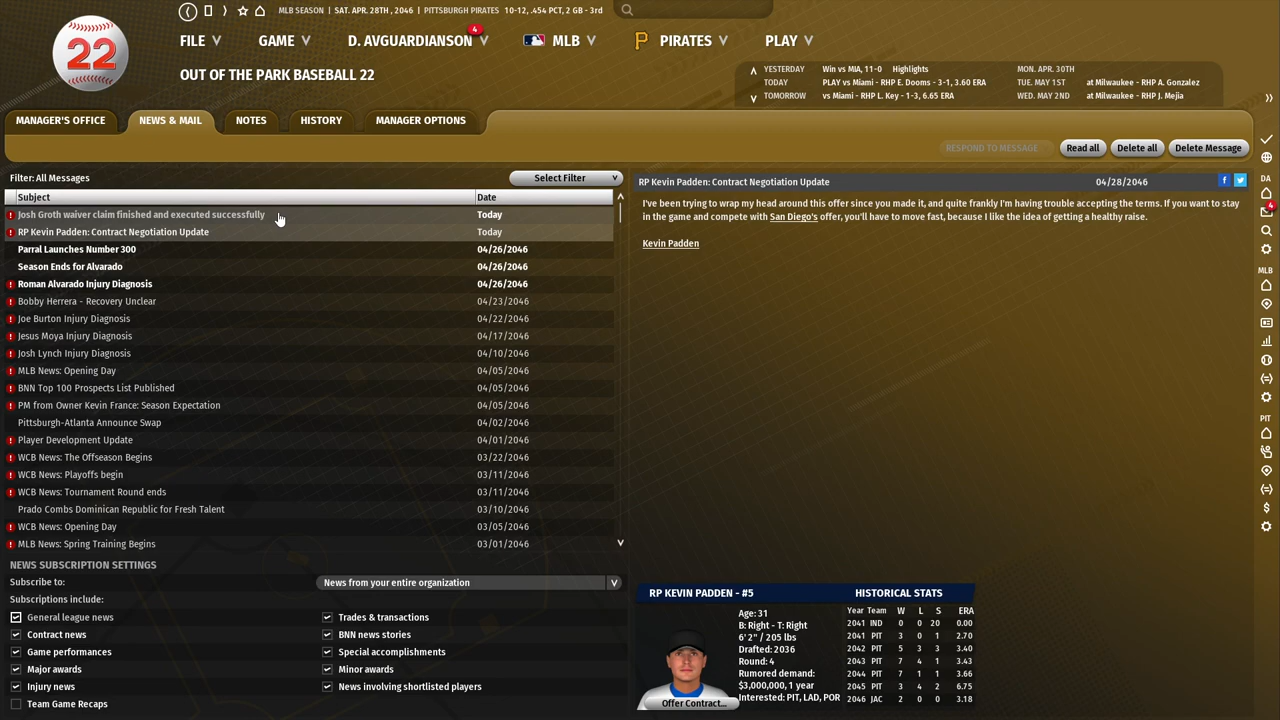 MLB SEASON | SAT. APR. 28TH , 2046 | PITTSBURGH PIRATES 10-12, .454 PCT, 2 GB - 3rd
22
FILE GAME D. AVGUARDIANSON 4 MLB P PIRATES PLAY
OUT OF THE PARK BASEBALL 22
YESTERDAY Win vs MIA, 11-0 Highlights MON. APR. 30TH
TODAY PLAY vs Miami - RHP E. Dooms - 3-1, 3.60 ERA TUE. MAY 1ST at Milwaukee - RHP A. Gonzalez
TOMORROW vs Miami - RHP L. Key - 1-3, 6.65 ERA WED. MAY 2ND at Milwaukee - RHP J. Mejia
MANAGER'S OFFICE NEWS & MAIL NOTES HISTORY MANAGER OPTIONS
RESPOND TO MESSAGE Read all Delete all Delete Message
Filter: All Messages Select Filter
Subject Date
Josh Groth waiver claim finished and executed successfully Today
RP Kevin Padden: Contract Negotiation Update Today
Parral Launches Number 300 04/26/2046
Season Ends for Alvarado 04/26/2046
Roman Alvarado Injury Diagnosis 04/26/2046
Bobby Herrera - Recovery Unclear 04/23/2046
Joe Burton Injury Diagnosis 04/22/2046
Jesus Moya Injury Diagnosis 04/17/2046
Josh Lynch Injury Diagnosis 04/10/2046
MLB News: Opening Day 04/05/2046
BNN Top 100 Prospects List Published 04/05/2046
PM from Owner Kevin France: Season Expectation 04/05/2046
Pittsburgh-Atlanta Announce Swap 04/02/2046
Player Development Update 04/01/2046
WCB News: The Offseason Begins 03/22/2046
WCB News: Playoffs begin 03/11/2046
WCB News: Tournament Round ends 03/11/2046
Prado Combs Dominican Republic for Fresh Talent 03/10/2046
WCB News: Opening Day 03/05/2046
MLB News: Spring Training Begins 03/01/2046
NEWS SUBSCRIPTION SETTINGS
Subscribe to: News from your entire organization
Subscriptions include:
General league news Trades & transactions
Contract news BNN news stories
Game performances Special accomplishments
Major awards Minor awards
Injury news News involving shortlisted players
Team Game Recaps
RP Kevin Padden: Contract Negotiation Update 04/28/2046
I've been trying to wrap my head around this offer since you made it, and quite frankly I'm having trouble accepting the terms. If you want to stay
in the game and compete with San Diego's offer, you'll have to move fast, because I like the idea of getting a healthy raise.
Kevin Padden
RP KEVIN PADDEN - #5
Age: 31
B: Right - T: Right
6' 2" / 205 lbs
Drafted: 2036
Round: 4
Rumored demand:
$3,000,000, 1 year
Interested: PIT, LAD, POR
Offer Contract...
HISTORICAL STATS
Year Team W L S ERA
2041 IND 0 0 20 0.00
2041 PIT 3 0 1 2.70
2042 PIT 5 3 3 3.40
2043 PIT 7 4 1 3.43
2044 PIT 7 1 1 3.66
2045 PIT 3 4 2 6.75
2046 JAC 2 0 0 3.18
DA
4
MLB
PIT